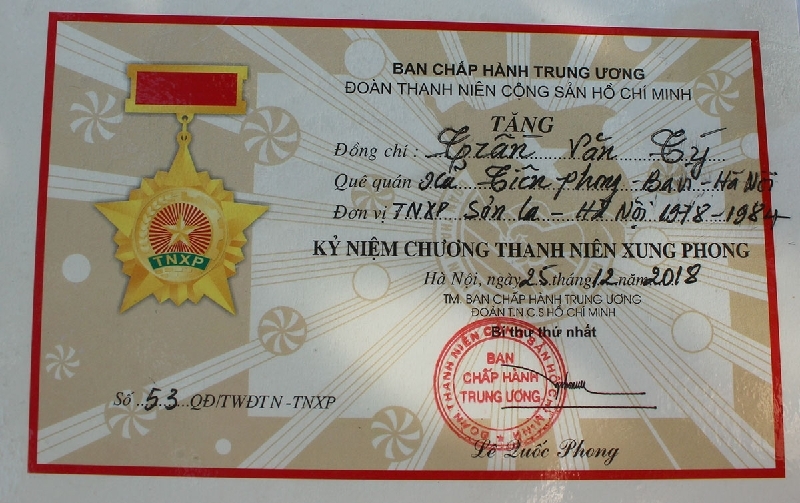 BAN CHẤP HÀNH TRUNG ƯƠNG
ĐOÀN THANH NIÊN CỘNG SẢN HỒ CHÍ MINH
TẶNG
Đồng chí : Trần Văn Tý
Quê quán Xã Tiên phong - Ba Vì - Hà Nội
Đơn vị TNXP Sơn La - Hà Nội 1978-1984
KỶ NIỆM CHƯƠNG THANH NIÊN XUNG PHONG
Hà Nội, ngày 25 tháng 12 năm 2018
TM. BAN CHẤP HÀNH TRUNG ƯƠNG
ĐOÀN T.N.C.S HỒ CHÍ MINH
Bí thư thứ nhất
BAN
CHẤP HÀNH
TRUNG ƯƠNG
Lê Quốc Phong
Số ...53...QĐ/TWĐTN -TNXP
TNXP